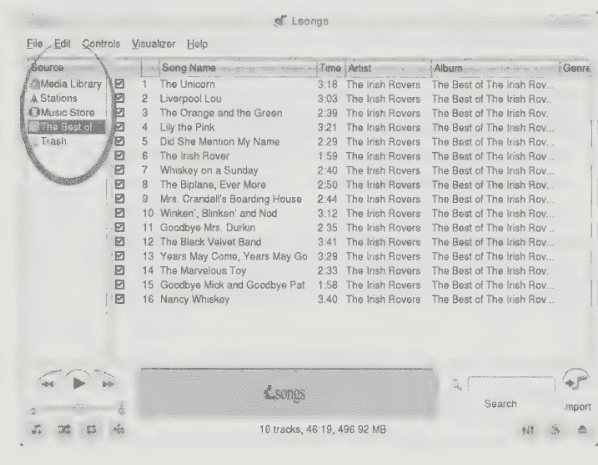 Lsongs
File Edit Controls Visualizer Help
Source Song Name Time Artist Album Genre
Media Library 1 The Unicorn 3:18 The Irish Rovers The Best of The Irish Rov...
Stations 2 Liverpool Lou 3:03 The Irish Rovers The Best of The Irish Rov...
Music Store 3 The Orange and the Green 2:39 The Irish Rovers The Best of The Irish Rov.
The Best of 4 Lily the Pink 3:21 The Irish Rovers The Best of The Irish Rov...
Trash 5 Did She Mention My Name 2:29 The Irish Rovers The Best of The Irish Rov...
6 The Irish Rover 1:59 The Irish Rovers The Best of The Irish Rov...
7 Whiskey on a Sunday 2:40 The Irish Rovers The Best of The Irish Rov...
8 The Biplane, Ever More 2:50 The Irish Rovers The Best of The Irish Rov...
9 Mrs. Crandall's Boarding House 2:44 The Irish Rovers The Best of The Irish Rov...
10 Winken', Blinken' and Nod 3:12 The Irish Rovers The Best of The Irish Rov...
11 Goodbye Mrs. Durkin 2 35 The Irish Rovers The Best of The Irish Rov ..
12 The Black Velvet Band 3:41 The Irish Rovers The Best of The Irish Rov...
13 Years May Come, Years May Go 3:29 The Irish Rovers The Best of The Irish Rov...
14 The Marvelous Toy 2:33 The Irish Rovers The Best of The Irish Rov.
15 Goodbye Mick and Goodbye Pat 1:58 The Irish Rovers The Best of The Irish Rov ..
16 Nancy Whiskey 3.40 The Irish Rovers The Best of The Irish Rov ..
Lsongs
Search
mport
16 tracks, 46 19, 496 92 MB